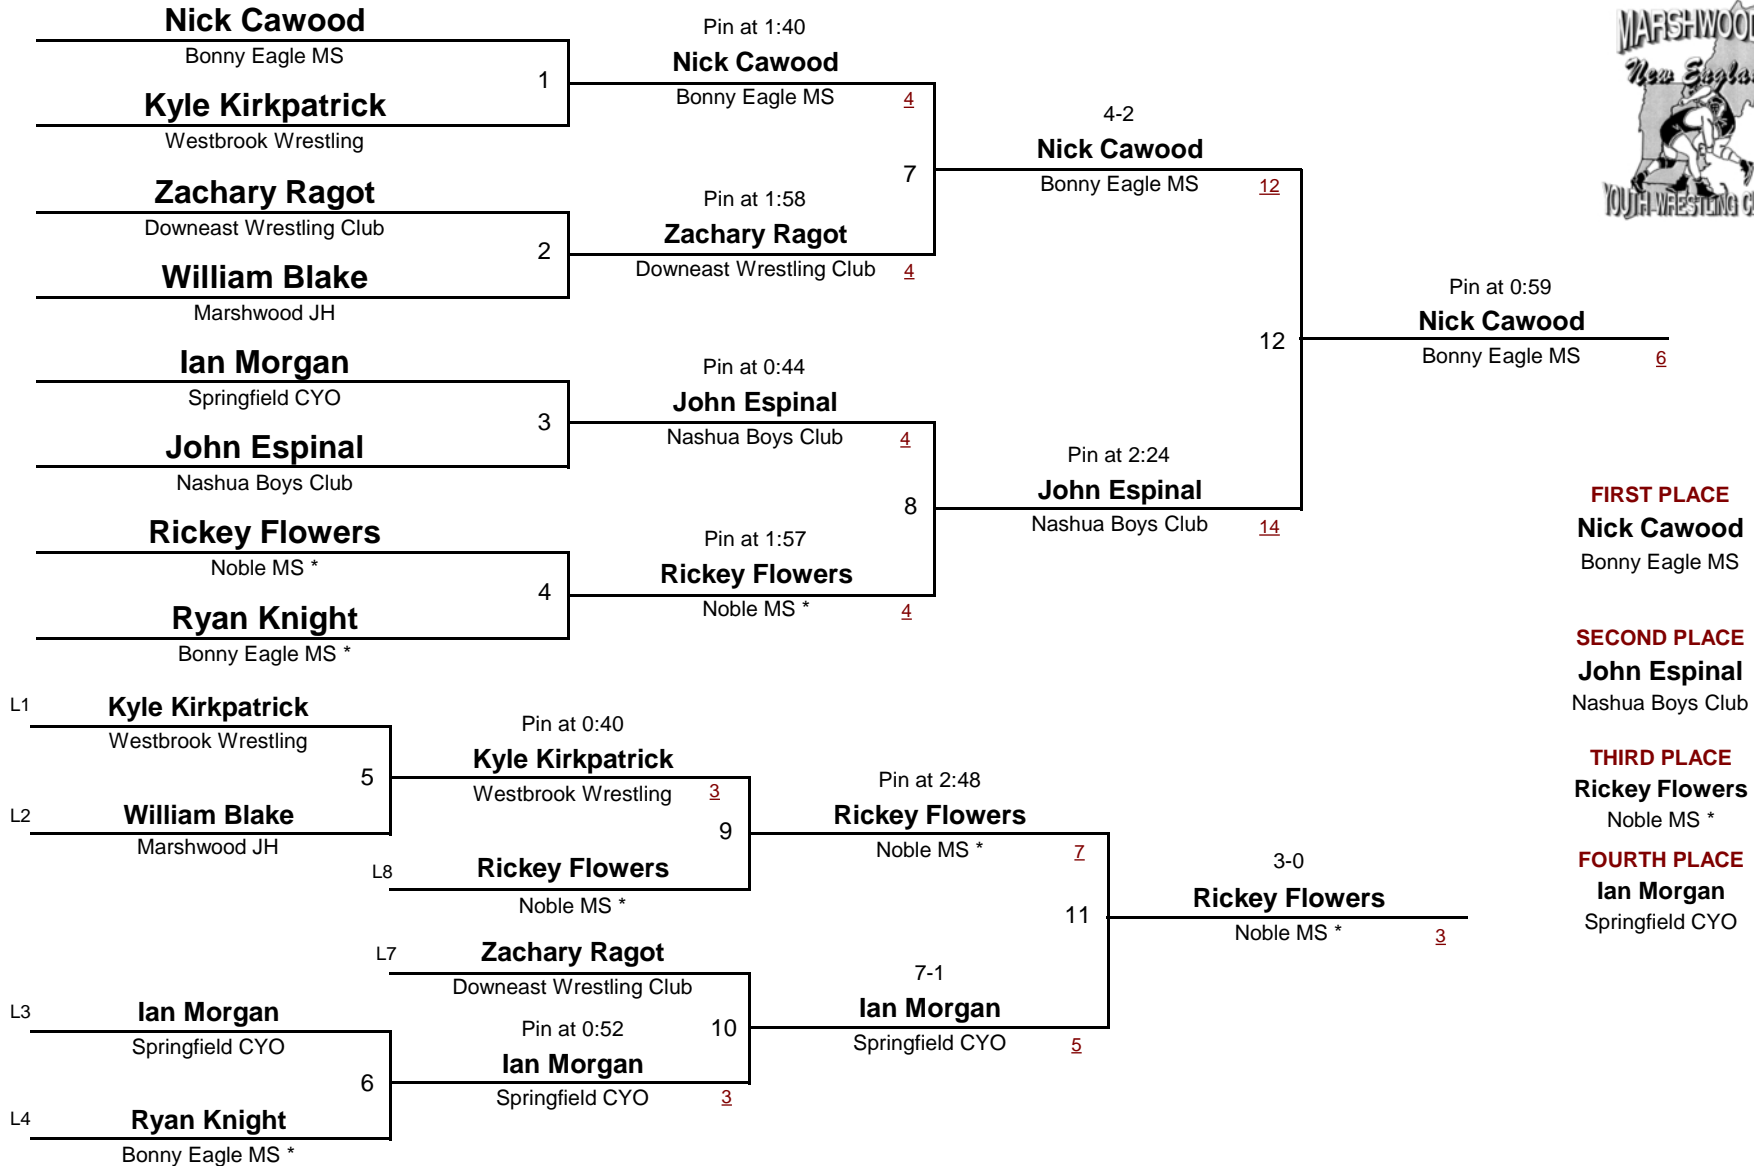 Nick Cawood
Bonny Eagle MS
1
Kyle Kirkpatrick
Westbrook Wrestling
Zachary Ragot
Downeast Wrestling Club
2
William Blake
Marshwood JH
Ian Morgan
Springfield CYO
3
John Espinal
Nashua Boys Club
Rickey Flowers
Noble MS *
4
Ryan Knight
Bonny Eagle MS *
Pin at 1:40
Nick Cawood
Bonny Eagle MS 4
7
Pin at 1:58
Zachary Ragot
Downeast Wrestling Club 4
Pin at 0:44
John Espinal
Nashua Boys Club 4
8
Pin at 1:57
Rickey Flowers
Noble MS * 4
4-2
Nick Cawood
Bonny Eagle MS 12
12
Pin at 2:24
John Espinal
Nashua Boys Club 14
Pin at 0:59
Nick Cawood
Bonny Eagle MS 6
MARSHWOOD
New England
YOUTH WRESTLING
FIRST PLACE
Nick Cawood
Bonny Eagle MS
SECOND PLACE
John Espinal
Nashua Boys Club
THIRD PLACE
Rickey Flowers
Noble MS *
FOURTH PLACE
Ian Morgan
Springfield CYO
L1 Kyle Kirkpatrick
Westbrook Wrestling
5
L2 William Blake
Marshwood JH
Pin at 0:40
Kyle Kirkpatrick
Westbrook Wrestling 3
9
L8 Rickey Flowers
Noble MS *
L7 Zachary Ragot
Downeast Wrestling Club
10
L3 Ian Morgan
Springfield CYO
6
L4 Ryan Knight
Bonny Eagle MS *
Pin at 0:52
Ian Morgan
Springfield CYO 3
Pin at 2:48
Rickey Flowers
Noble MS * 7
11
7-1
Ian Morgan
Springfield CYO 5
3-0
Rickey Flowers
Noble MS * 3